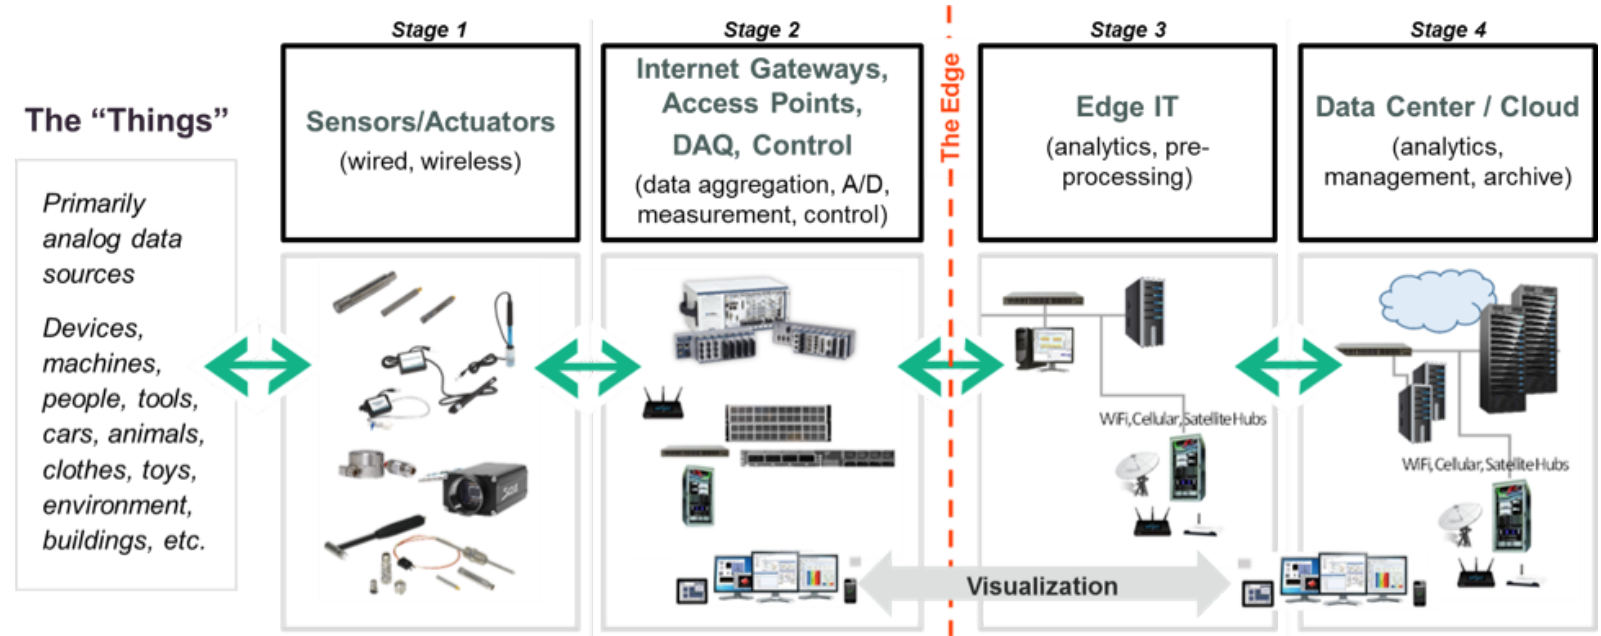 Stage 1
Stage 2
Stage 3
Stage 4
The “Things”
Primarily
analog data
sources
Devices,
machines,
people, tools,
cars, animals,
clothes, toys,
environment,
buildings, etc.
Sensors/Actuators
(wired, wireless)
Internet Gateways,
Access Points,
DAQ, Control
(data aggregation, A/D,
measurement, control)
The Edge
Edge IT
(analytics, pre-
processing)
Data Center / Cloud
(analytics,
management, archive)
WiFi, Cellular, Satellite Hubs
WiFi, Cellular, Satellite Hubs
Visualization